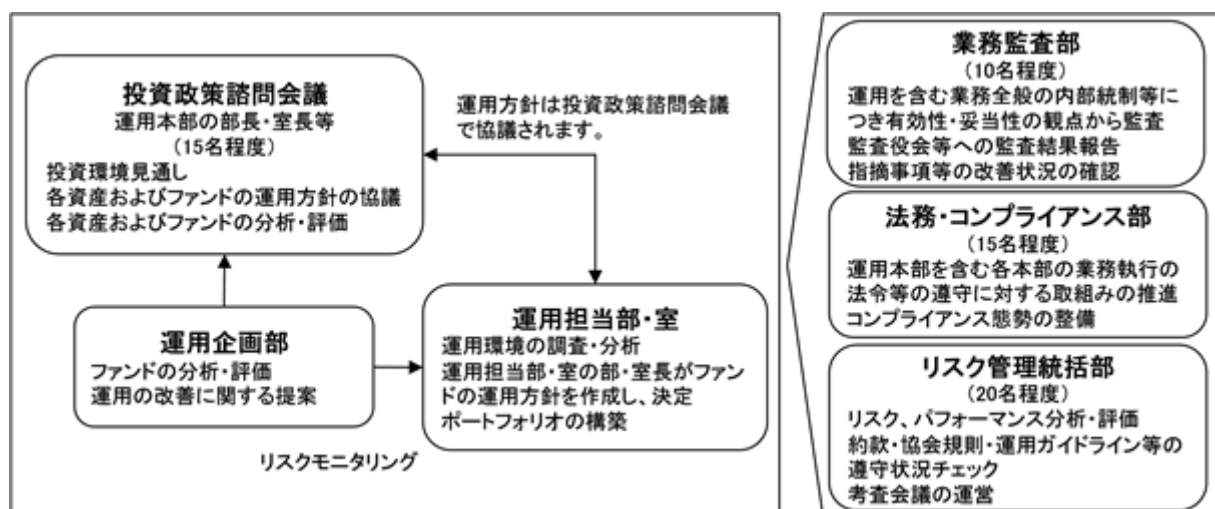 投資政策諮問会議
運用本部の部長・室長等
(15名程度)
投資環境見通し
各資産およびファンドの運用方針の協議
各資産およびファンドの分析・評価
運用方針は投資政策諮問会議
で協議されます。
運用企画部
ファンドの分析・評価
運用の改善に関する提案
運用担当部・室
運用環境の調査・分析
運用担当部・室の部・室長がファン
ドの運用方針を作成し、決定
ポートフォリオの構築
リスクモニタリング
業務監査部
(10名程度)
運用を含む業務全般の内部統制等に
つき有効性・妥当性の観点から監査
監査役会等への監査結果報告
指摘事項等の改善状況の確認
法務・コンプライアンス部
(15名程度)
運用本部を含む各本部の業務執行の
法令等の遵守に対する取組みの推進
コンプライアンス態勢の整備
リスク管理統括部
(20名程度)
リスク、パフォーマンス分析・評価
約款・協会規則・運用ガイドライン等の
遵守状況チェック
考査会議の運営